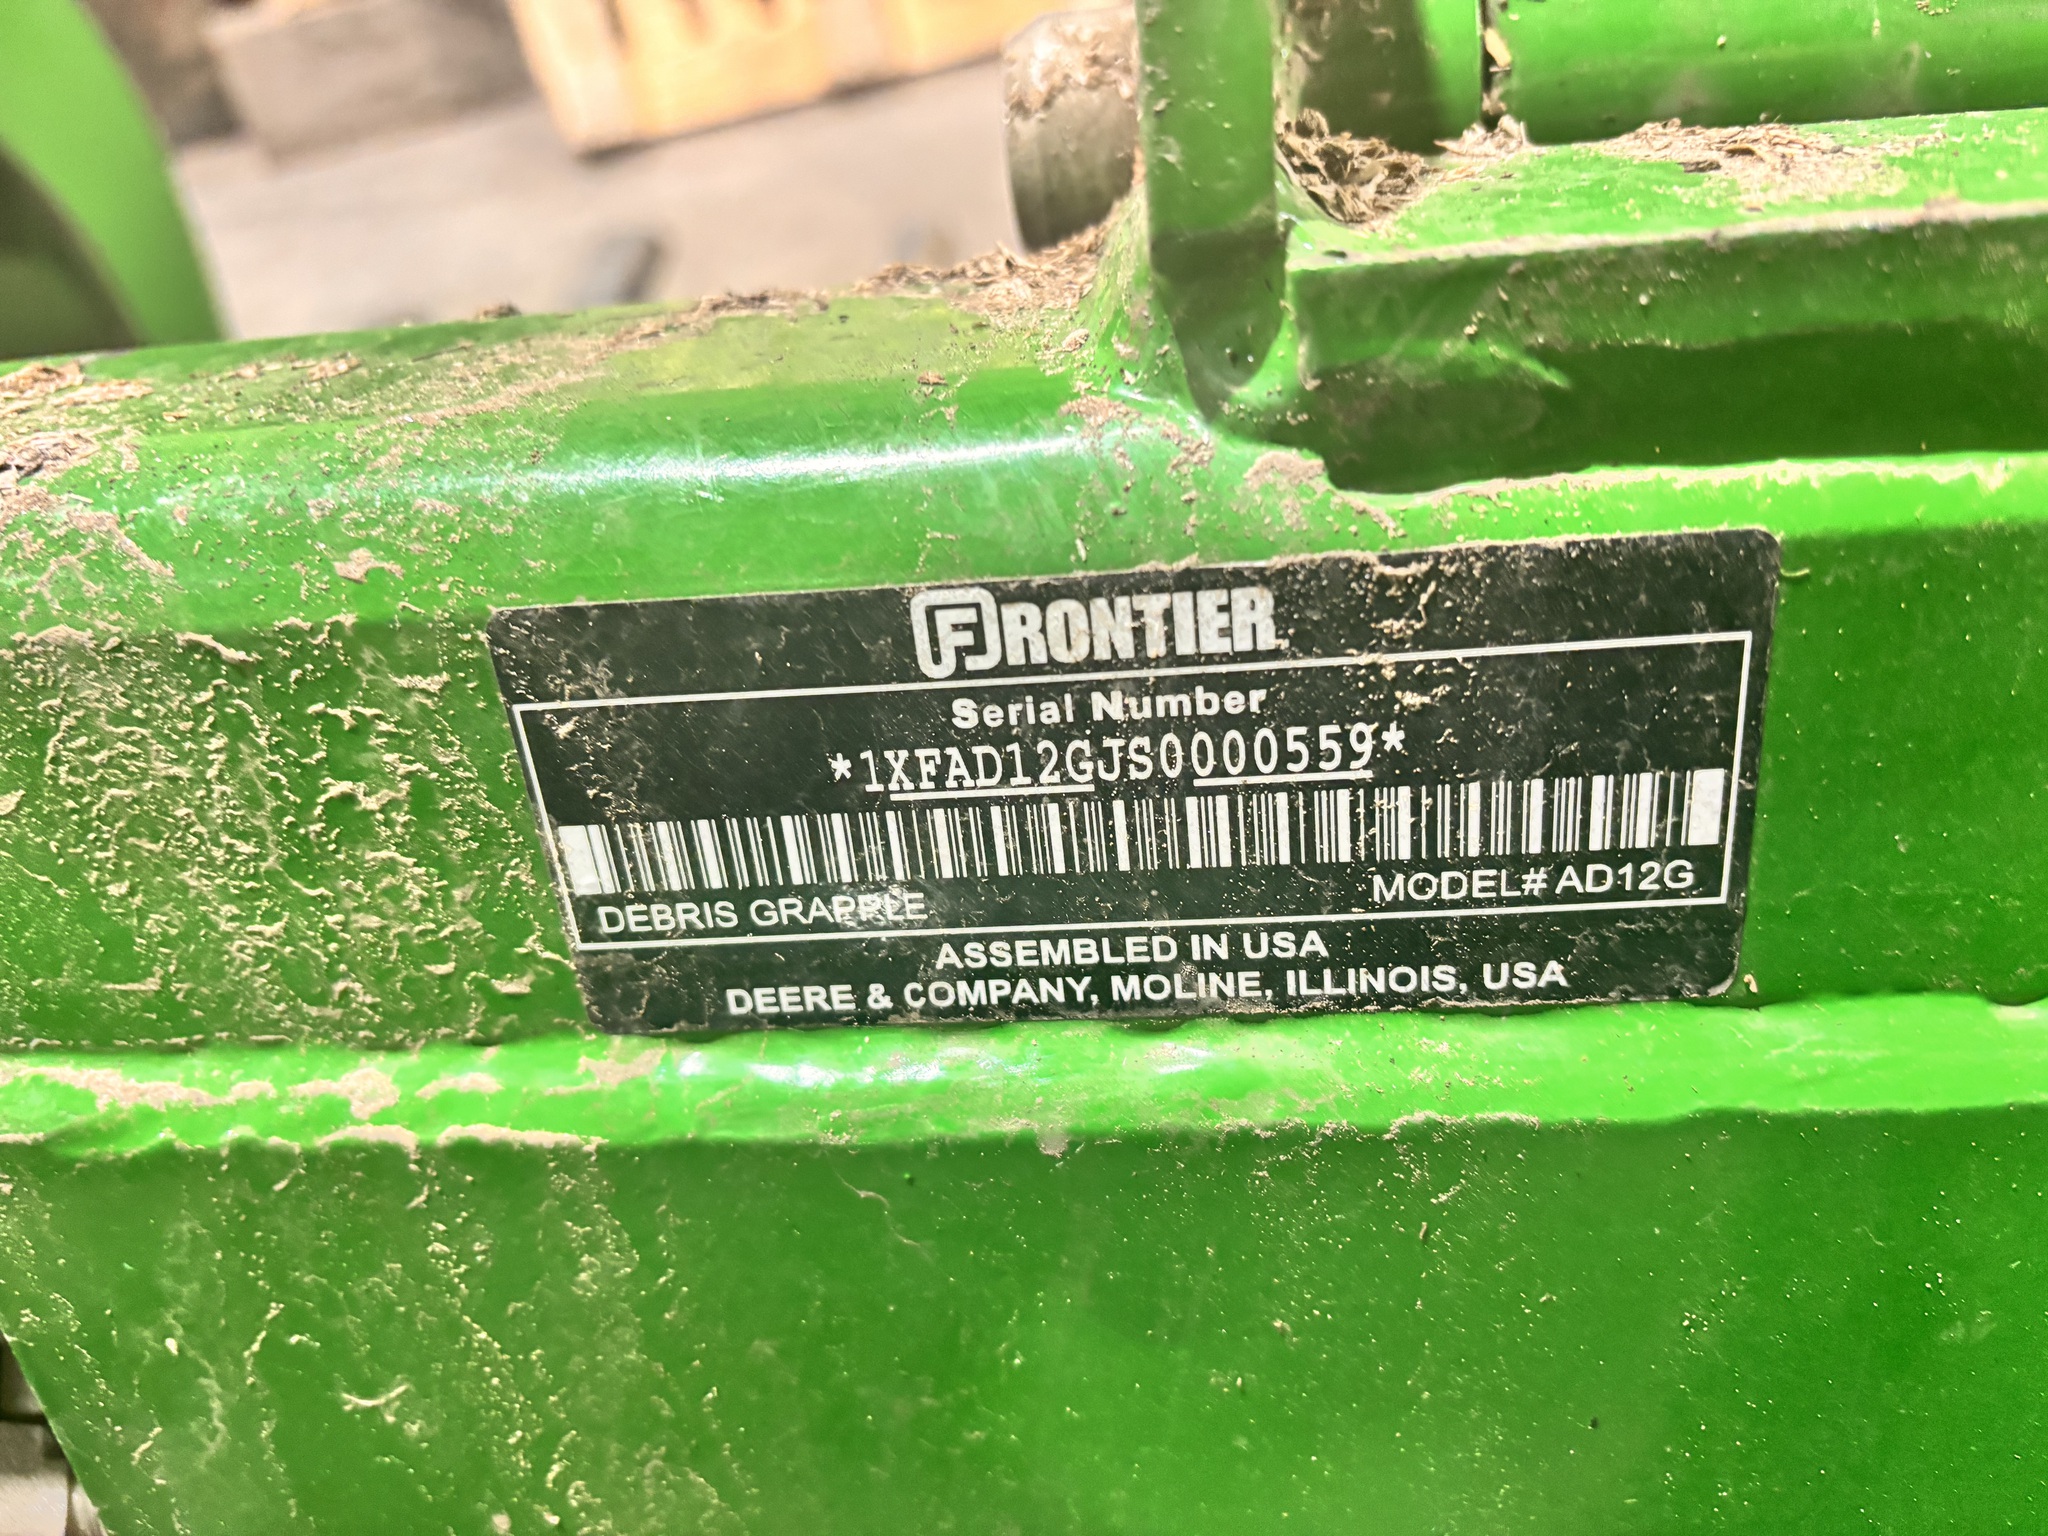 FRONTIER
Serial Number
*1XFAD12GJS0000559*
DEBRIS GRAPPLE MODEL# AD12G
ASSEMBLED IN USA
DEERE & COMPANY, MOLINE, ILLINOIS, USA